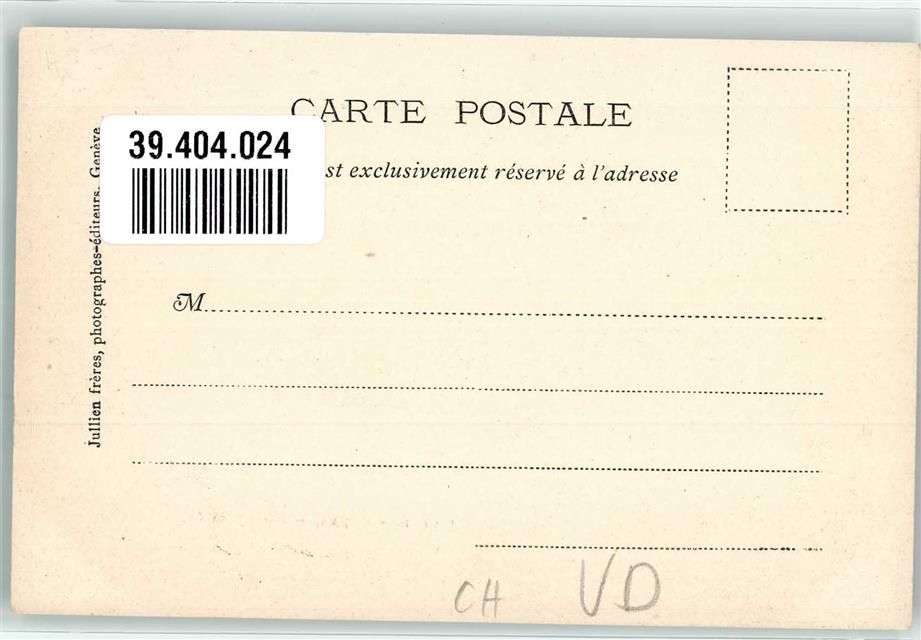 CARTE POSTALE
39.404.024
st exclusivement réservé à l'adresse
Jullien frères, photographes-éditeurs, Genève
M
CH VD